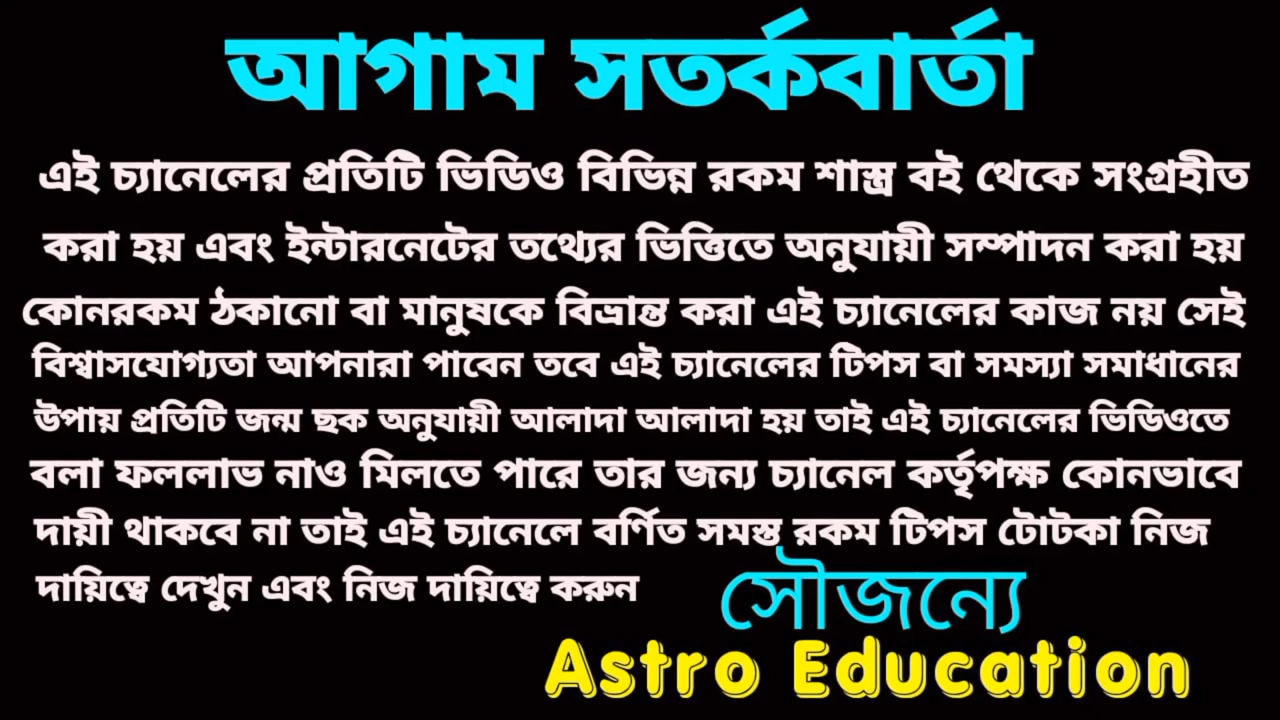 আগাম সতর্কবার্তা
এই চ্যানেলের প্রতিটি ভিডিও বিভিন্ন রকম শাস্ত্র বই থেকে সংগ্রহীত
করা হয় এবং ইন্টারনেটের তথ্যের ভিত্তিতে অনুযায়ী সম্পাদন করা হয়
কোনরকম ঠকানো বা মানুষকে বিভ্রান্ত করা এই চ্যানেলের কাজ নয় সেই
বিশ্বাসযোগ্যতা আপনারা পাবেন তবে এই চ্যানেলের টিপস বা সমস্যা সমাধানের
উপায় প্রতিটি জন্ম ছক অনুযায়ী আলাদা আলাদা হয় তাই এই চ্যানেলের ভিডিওতে
বলা ফললাভ নাও মিলতে পারে তার জন্য চ্যানেল কর্তৃপক্ষ কোনভাবে
দায়ী থাকবে না তাই এই চ্যানেলে বর্ণিত সমস্ত রকম টিপস টোটকা নিজ
দায়িত্বে দেখুন এবং নিজ দায়িত্বে করুন
সৌজন্যে
Astro Education